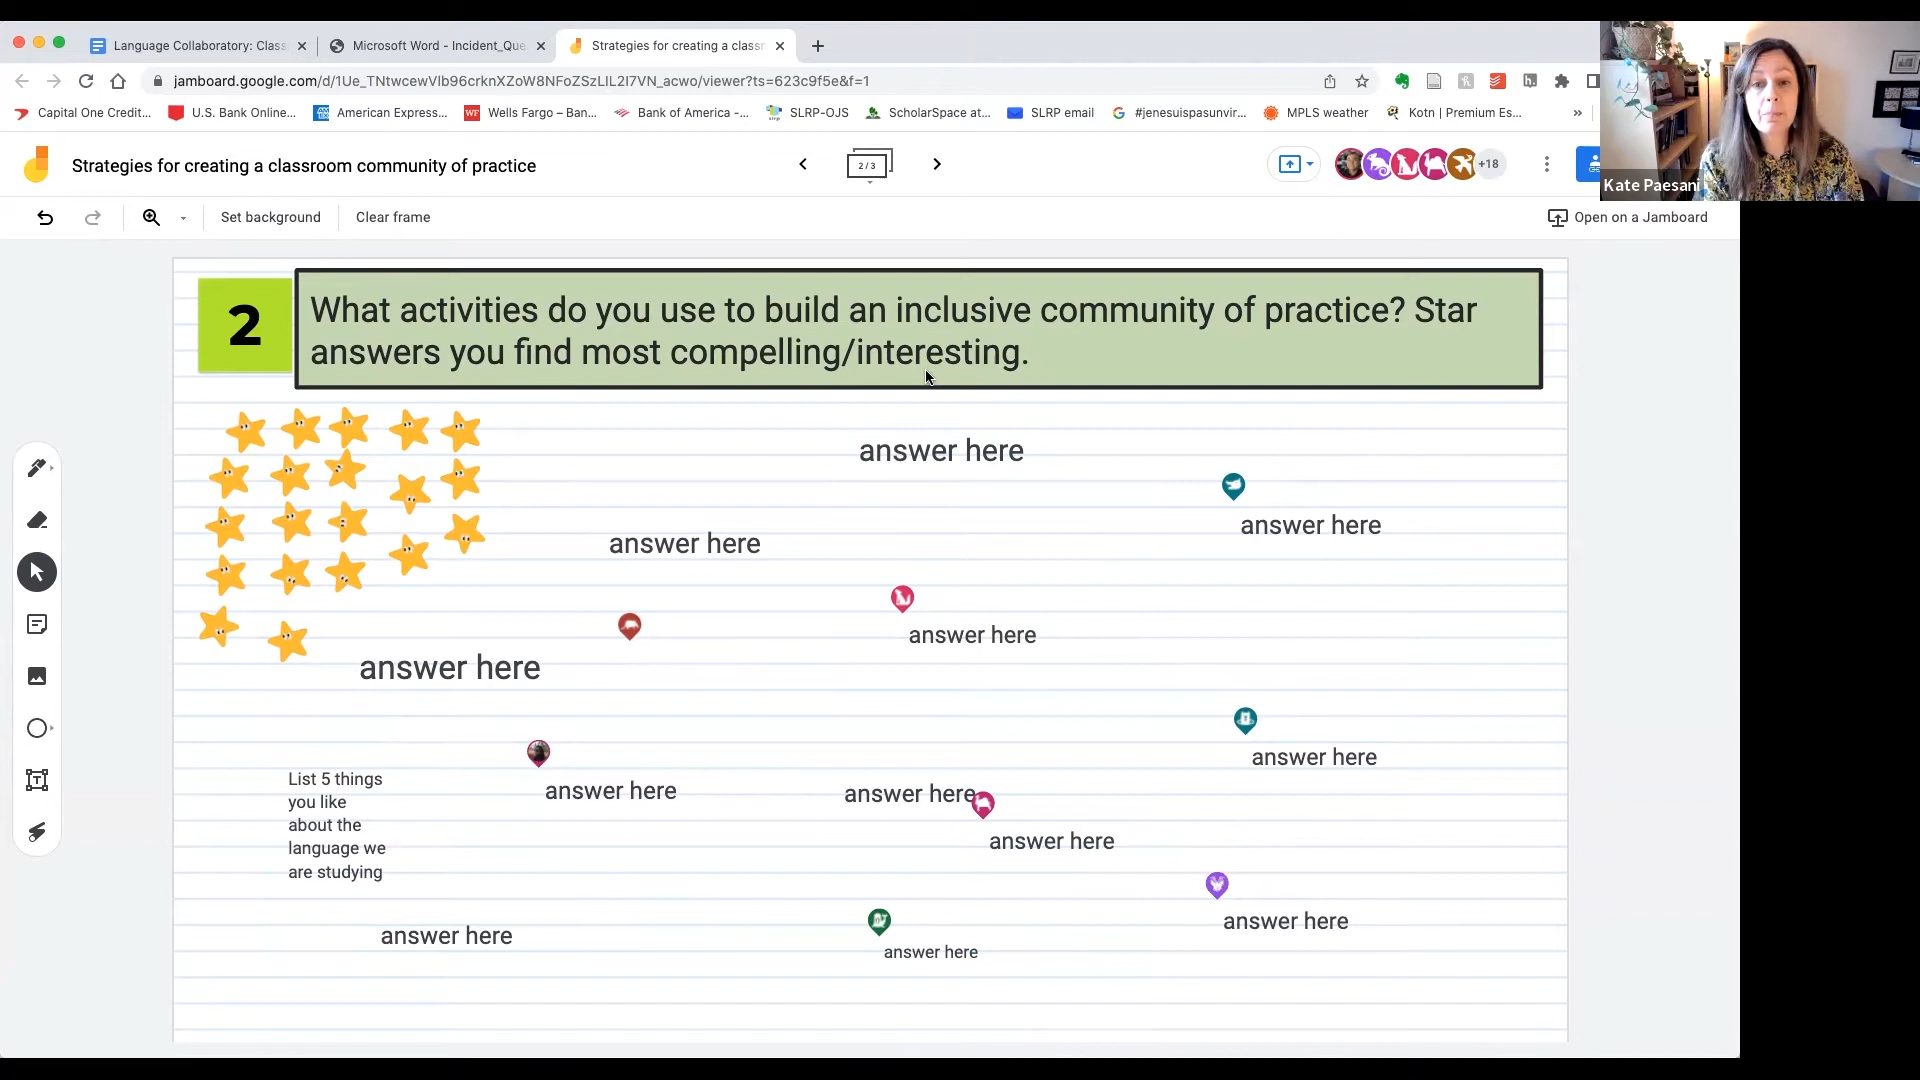 Language Collaboratory: Class
Microsoft Word - Incident_Que
Strategies for creating a classr
jamboard.google.com/d/1Ue_TNtwcewVlb96crknXZoW8NFoZSzLIL2I7VN_acwo/viewer?ts=623c9f5e&f=1
Capital One Credit...
U.S. Bank Online...
American Express...
Wells Fargo – Ban...
Bank of America -...
SLRP-OJS
ScholarSpace at...
SLRP email
#jenesuispasunvir...
MPLS weather
Kotn | Premium Es...
Kate Paesani
Strategies for creating a classroom community of practice
2 / 3
+18
Set background
Clear frame
Open on a Jamboard
2
What activities do you use to build an inclusive community of practice? Star
answers you find most compelling/interesting.
answer here
answer here
answer here
answer here
answer here
answer here
List 5 things
you like
about the
language we
are studying
answer here
answer here
answer here
answer here
answer here
answer here